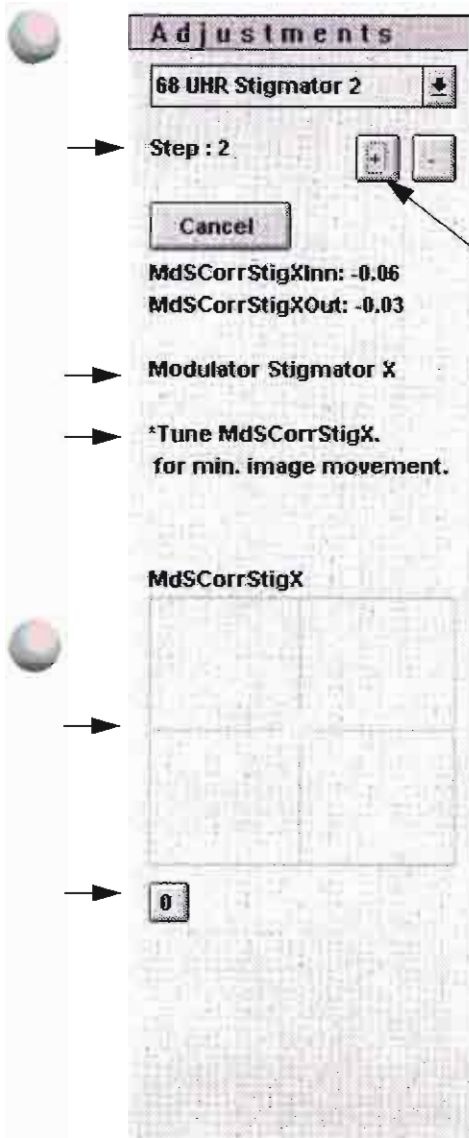 Adjustments
68 UHR Stigmator 2
Step : 2 + -
Cancel
MdSCorrStigXInn: -0.06
MdSCorrStigXOut: -0.03
Modulator Stigmator X
*Tune MdSCorrStigX.
for min. image movement.
MdSCorrStigX
0